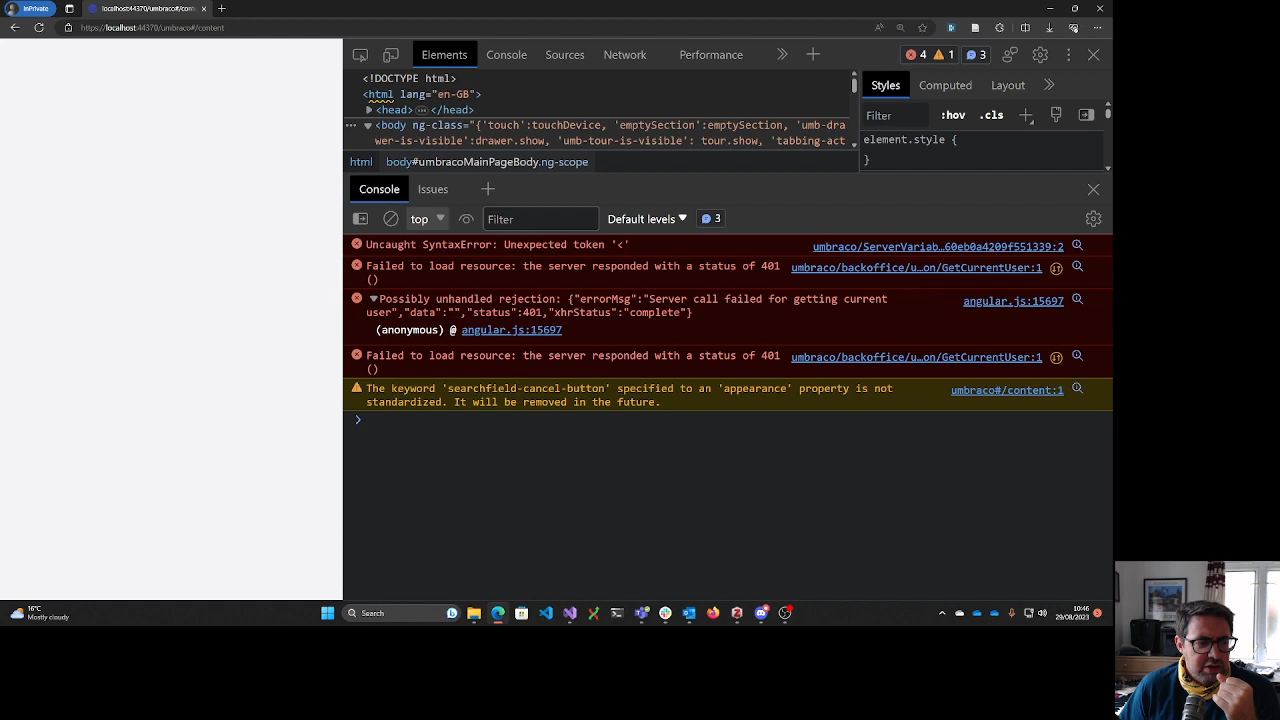 InPrivate
localhost:44370/umbraco#/cont
https://localhost:44370/umbraco#/content
Elements Console Sources Network Performance 4 1 3
<!DOCTYPE html>
<html lang="en-GB">
<head> ... </head>
<body ng-class="{'touch':touchDevice, 'emptySection':emptySection, 'umb-dra
wer-is-visible':drawer.show, 'umb-tour-is-visible': tour.show, 'tabbing-act
html body#umbracoMainPageBody.ng-scope
Styles Computed Layout
Filter :hov .cls
element.style {
}
Console Issues
top Filter Default levels 3
Uncaught SyntaxError: Unexpected token '<' umbraco/ServerVariab…60eb0a4209f551339:2
Failed to load resource: the server responded with a status of 401 umbraco/backoffice/u…on/GetCurrentUser:1
()
Possibly unhandled rejection: {"errorMsg":"Server call failed for getting current angular.js:15697
user","data":"","status":401,"xhrStatus":"complete"}
(anonymous) @ angular.js:15697
Failed to load resource: the server responded with a status of 401 umbraco/backoffice/u…on/GetCurrentUser:1
()
The keyword 'searchfield-cancel-button' specified to an 'appearance' property is not umbraco#/content:1
standardized. It will be removed in the future.
16°C
Mostly cloudy
Search
10:46
29/08/2023